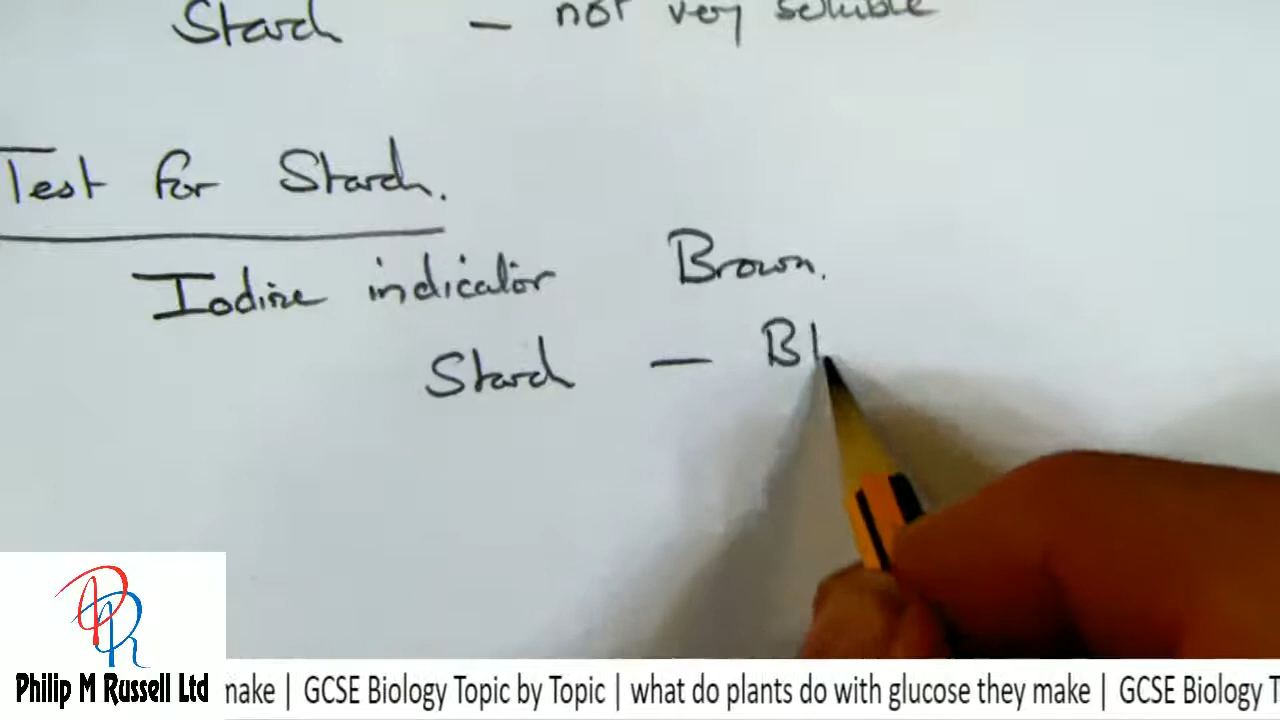 Starch - not very soluble
Test for Starch.
Iodine indicator Brown.
Starch - Bl
Philip M Russell Ltd
make | GCSE Biology Topic by Topic | what do plants do with glucose they make | GCSE Biology T